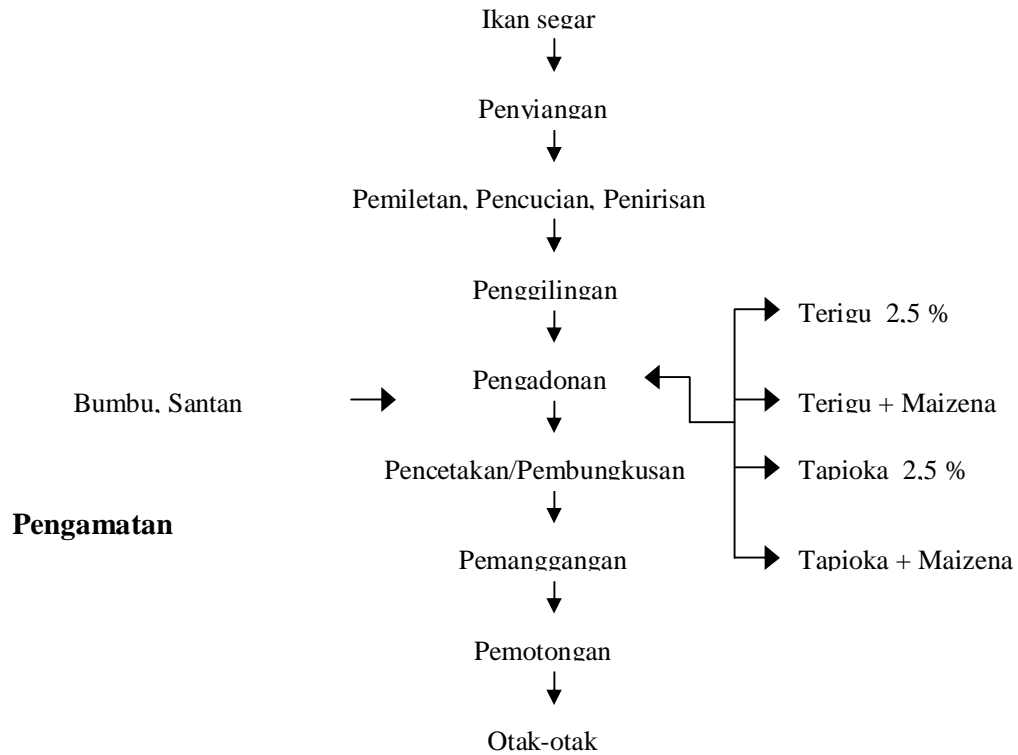 Ikan segar
Penyiangan
Pemiletan, Pencucian, Penirisan
Penggilingan
Terigu 2,5 %
Pengadonan
Bumbu, Santan
Terigu + Maizena
Pencetakan/Pembungkusan
Tapioka 2,5 %
Pengamatan
Pemanggangan
Tapioka + Maizena
Pemotongan
Otak-otak